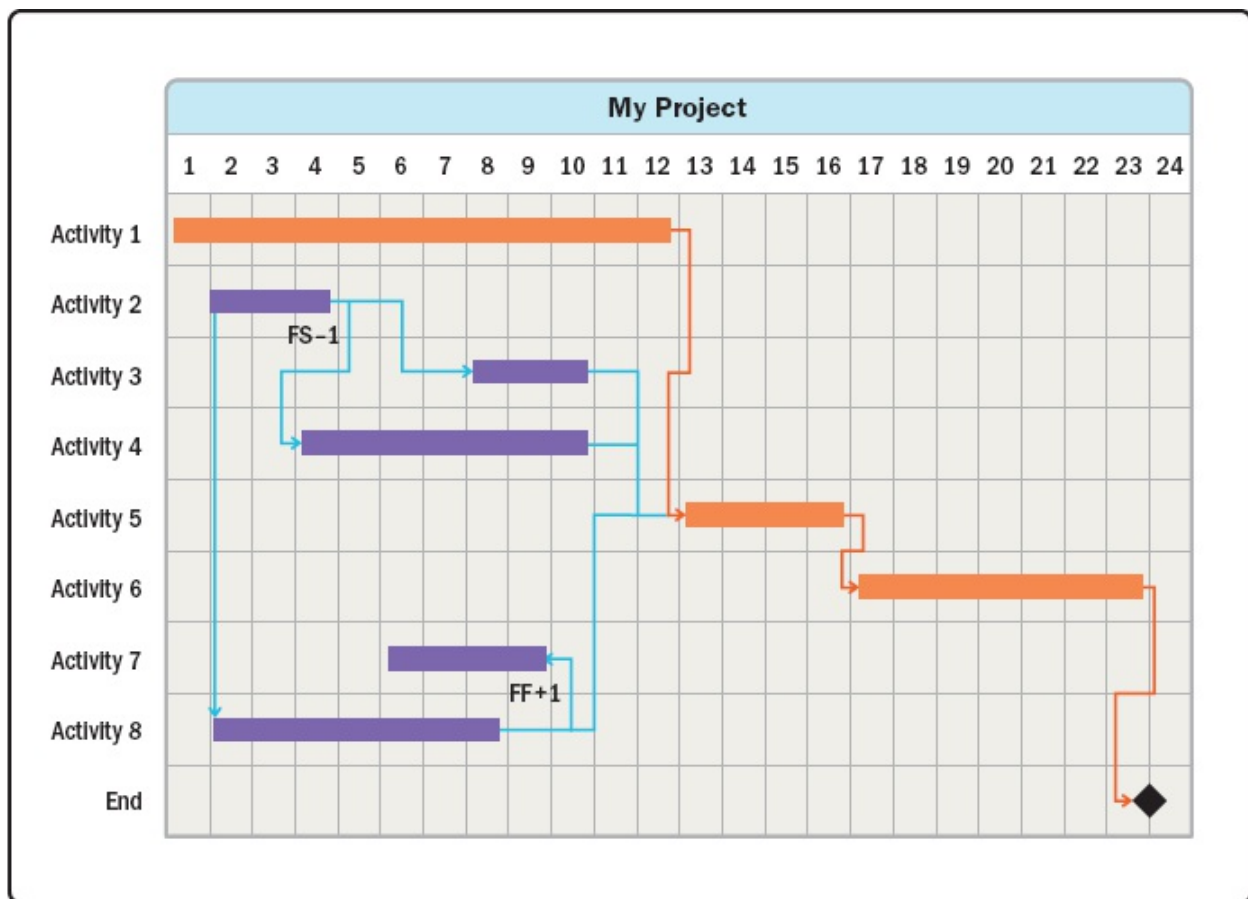 My Project
1 2 3 4 5 6 7 8 9 10 11 12 13 14 15 16 17 18 19 20 21 22 23 24
Activity 1
Activity 2
FS–1
Activity 3
Activity 4
Activity 5
Activity 6
Activity 7
FF+1
Activity 8
End